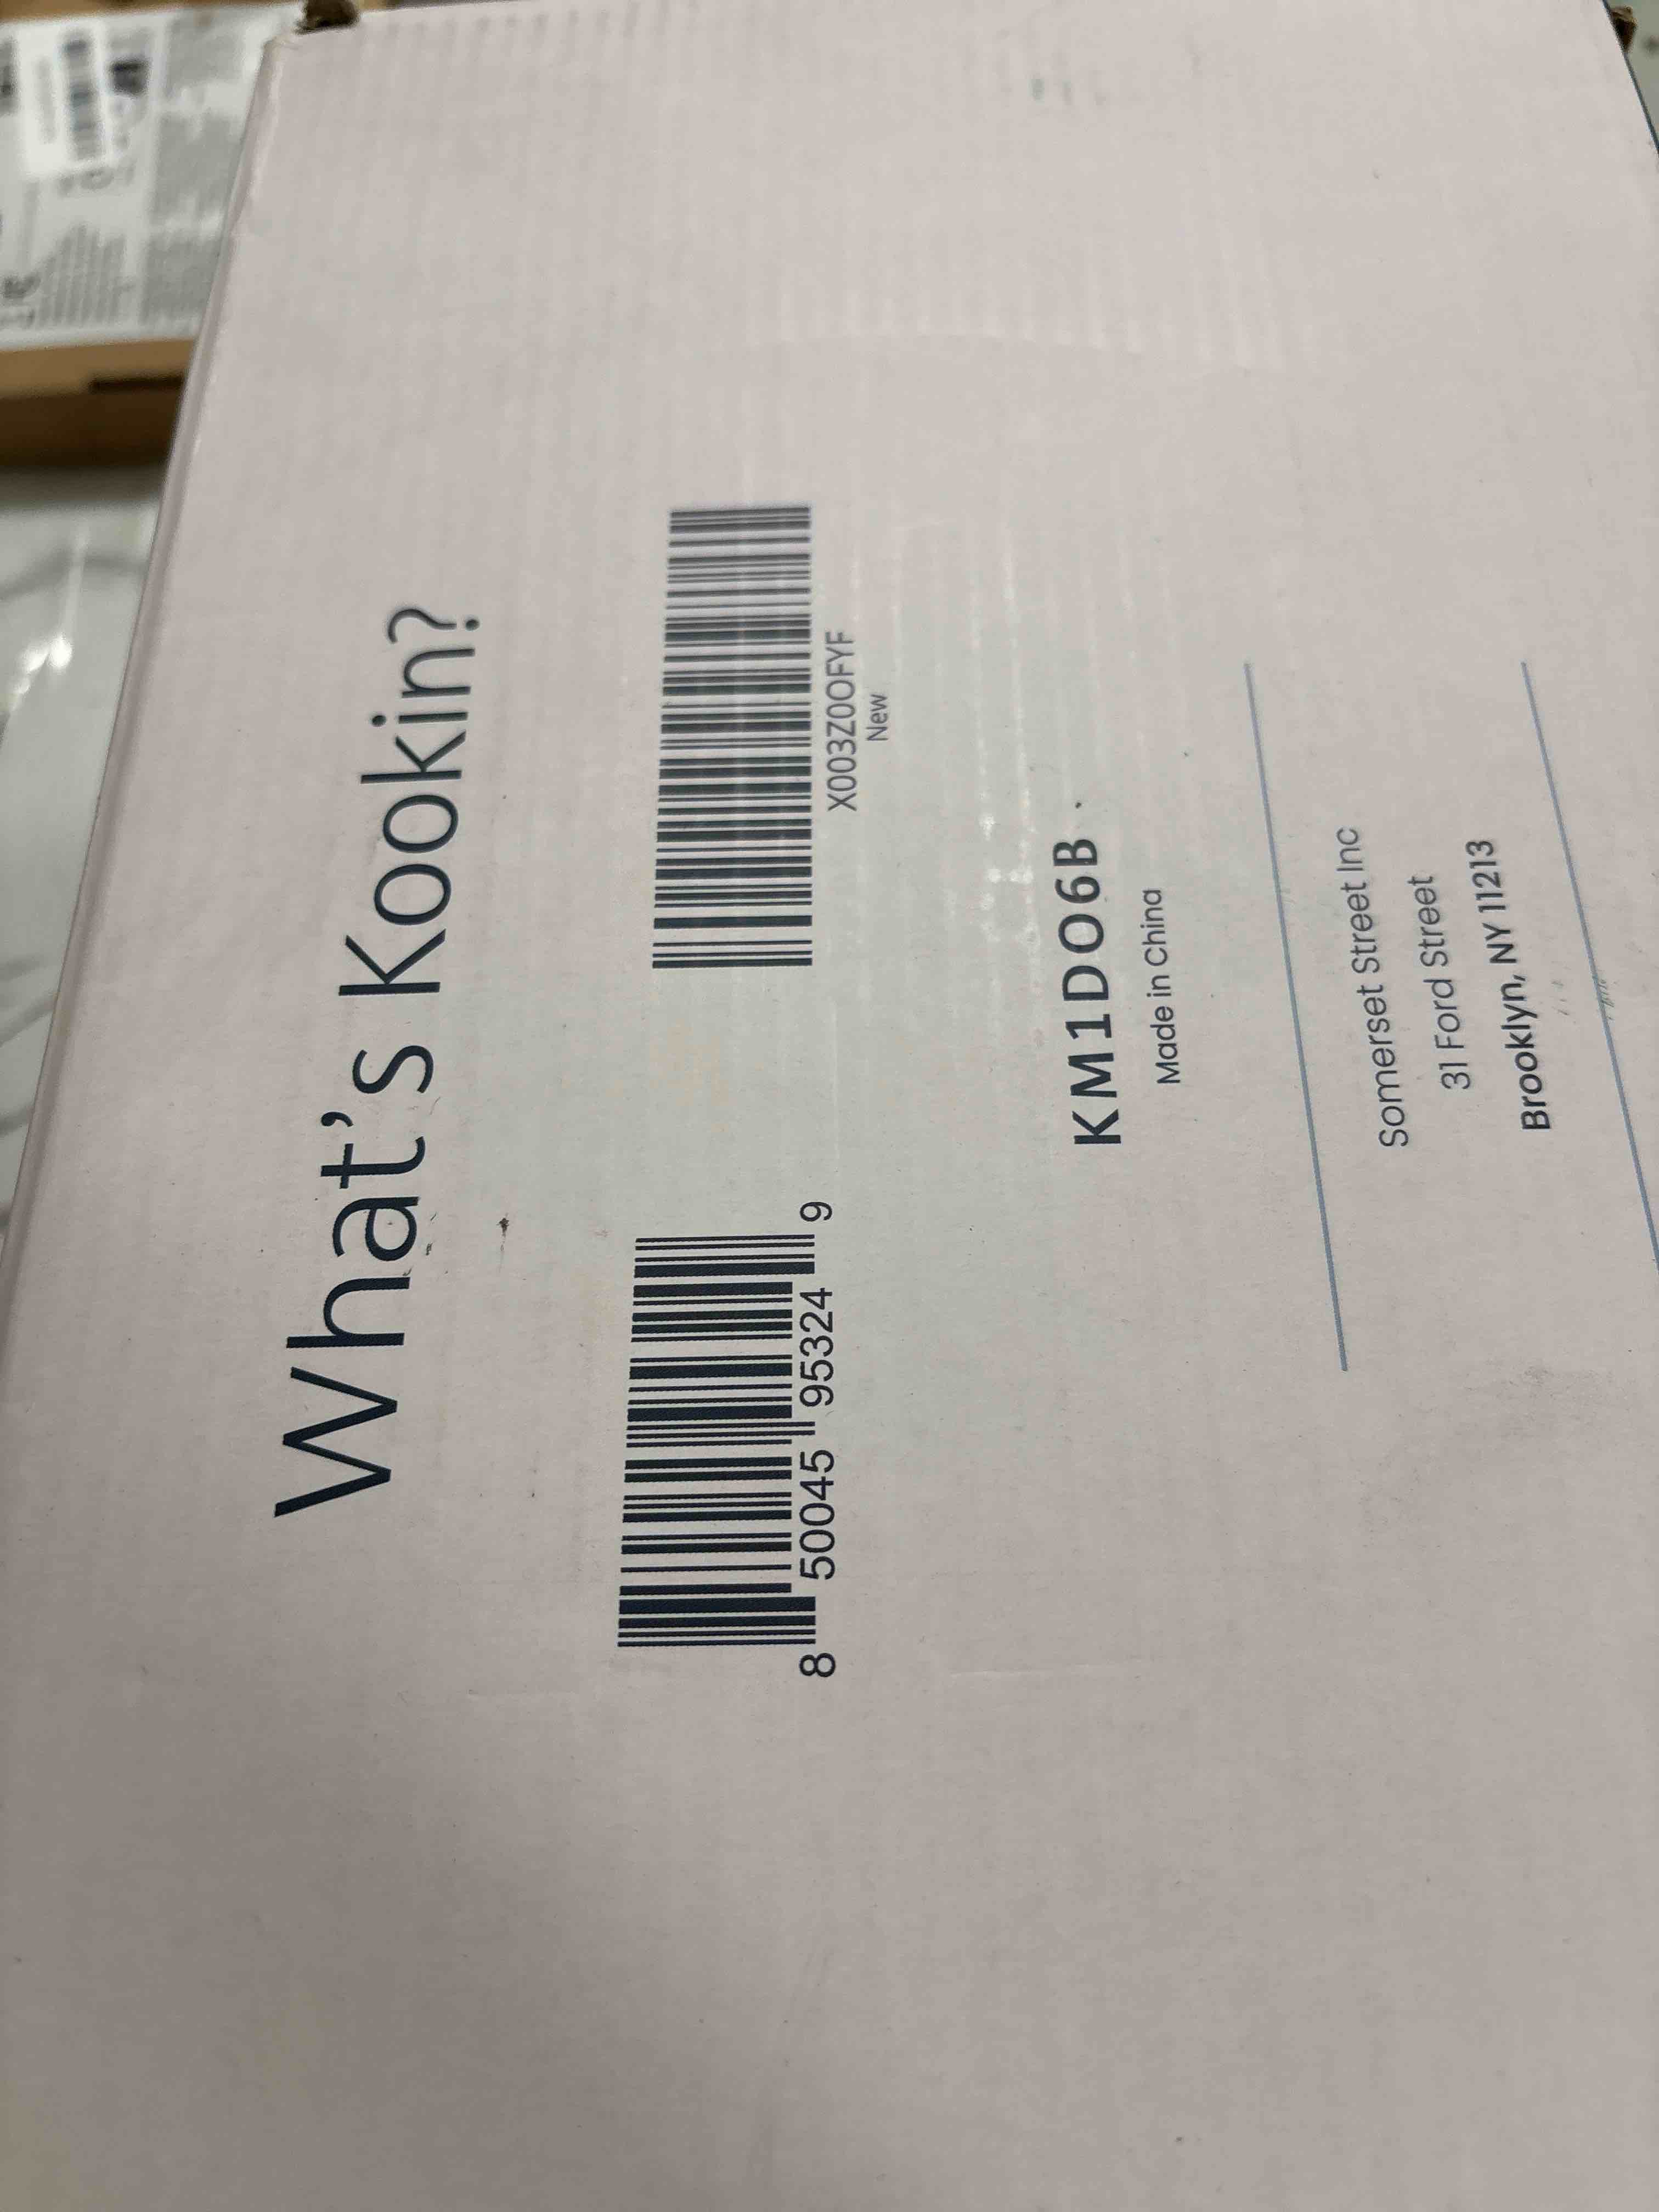 What's Kookin?
8 50045 95324 9
X003Z0OFYF
New
KM1DO6B
Made in China
Somerset Street Inc
31 Ford Street
Brooklyn, NY 11213